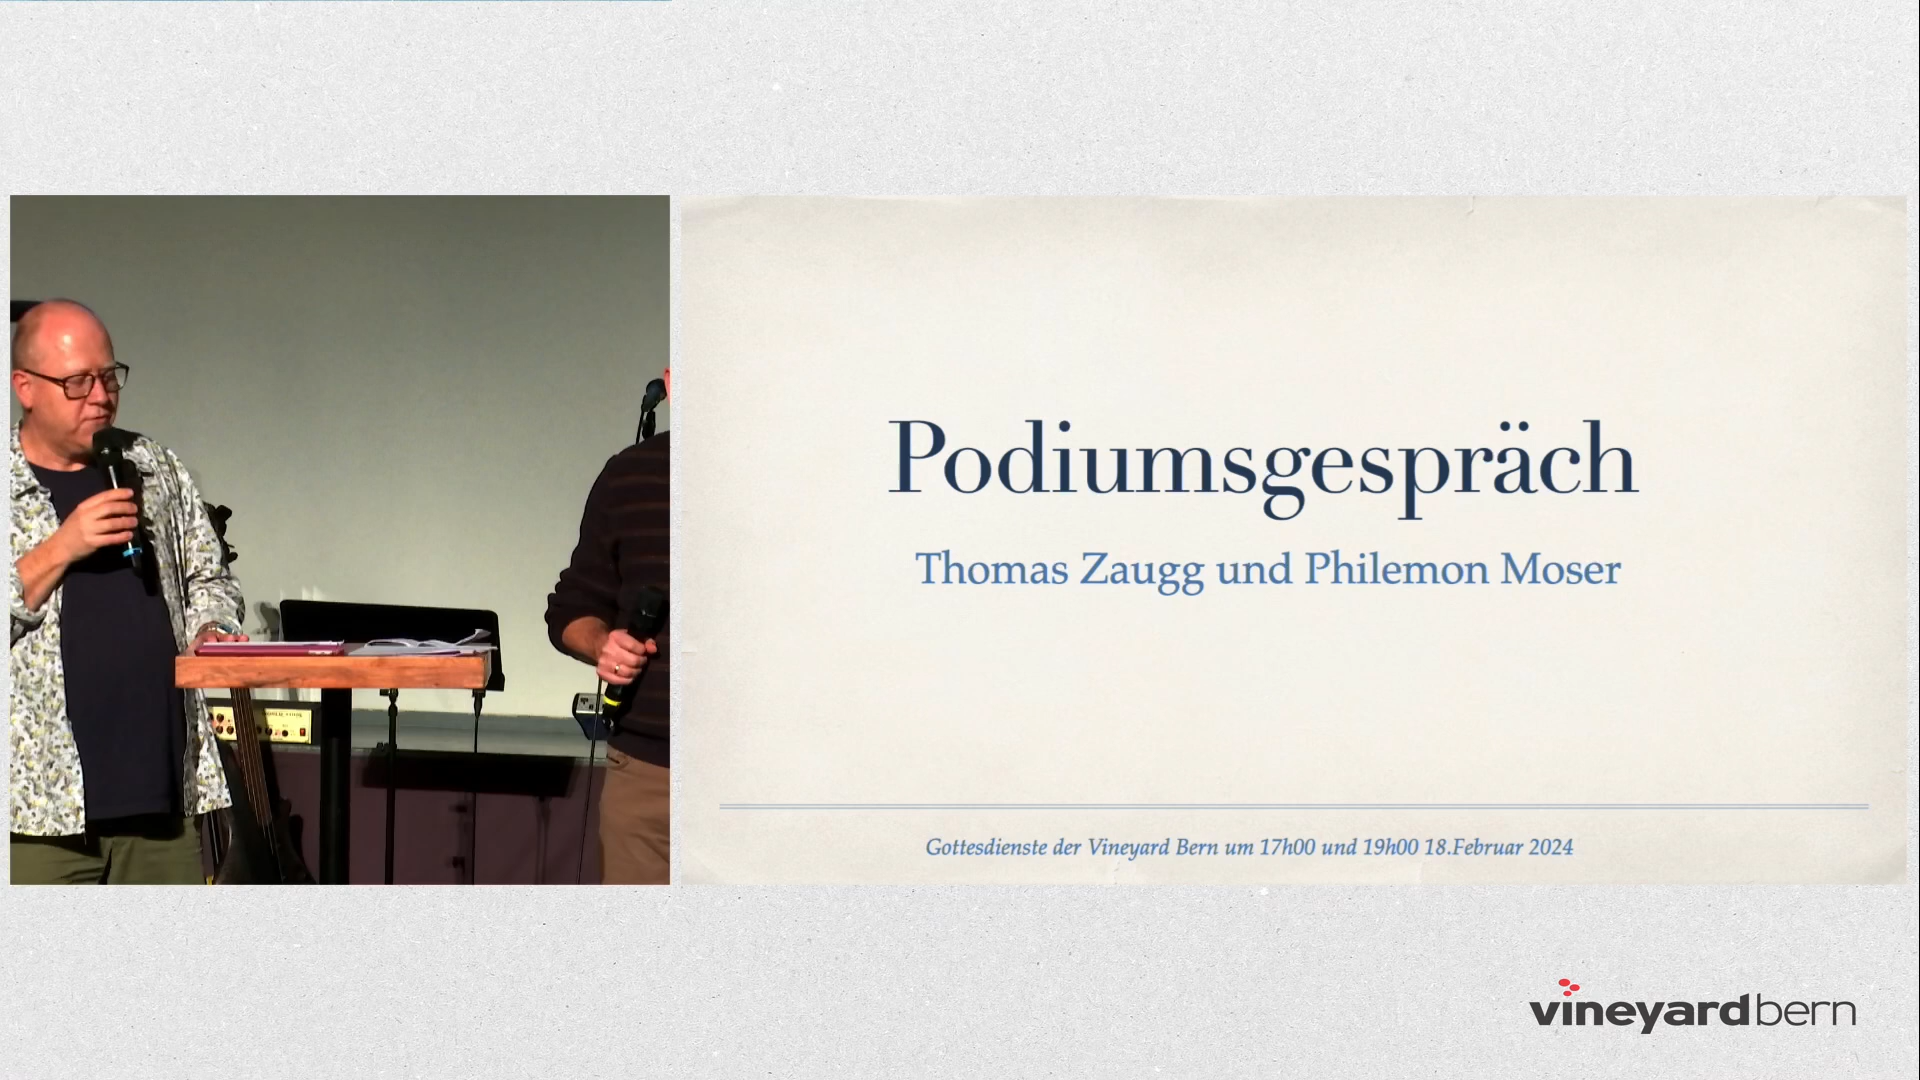 Podiumsgespräch
Thomas Zaugg und Philemon Moser
Gottesdienste der Vineyard Bern um 17h00 und 19h00 18.Februar 2024
vineyardbern